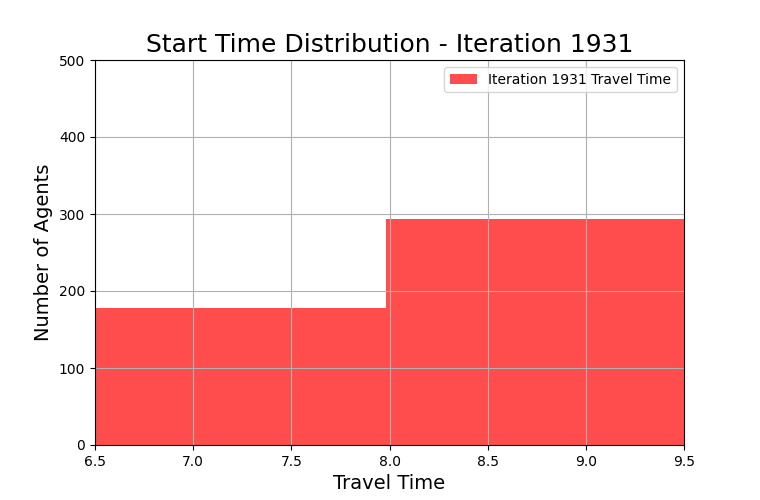 Start Time Distribution - Iteration 1931
500
Iteration 1931 Travel Time
400
300
200
100
0
Number of Agents
6.5 7.0 7.5 8.0 8.5 9.0 9.5
Travel Time